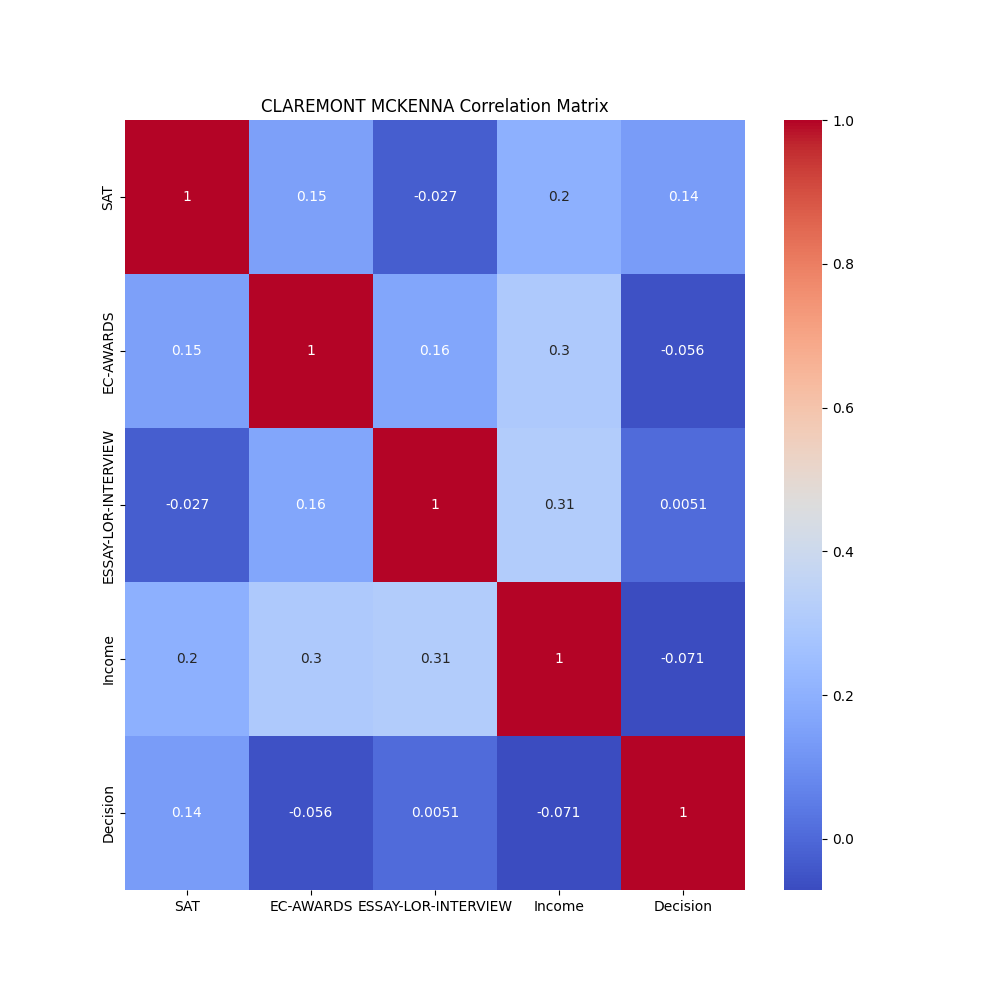 CLAREMONT MCKENNA Correlation Matrix
SAT
1
0.15
-0.027
0.2
0.14
EC-AWARDS
0.15
1
0.16
0.3
-0.056
ESSAY-LOR-INTERVIEW
-0.027
0.16
1
0.31
0.0051
Income
0.2
0.3
0.31
1
-0.071
Decision
0.14
-0.056
0.0051
-0.071
1
SAT
EC-AWARDS
ESSAY-LOR-INTERVIEW
Income
Decision
1.0
0.8
0.6
0.4
0.2
0.0